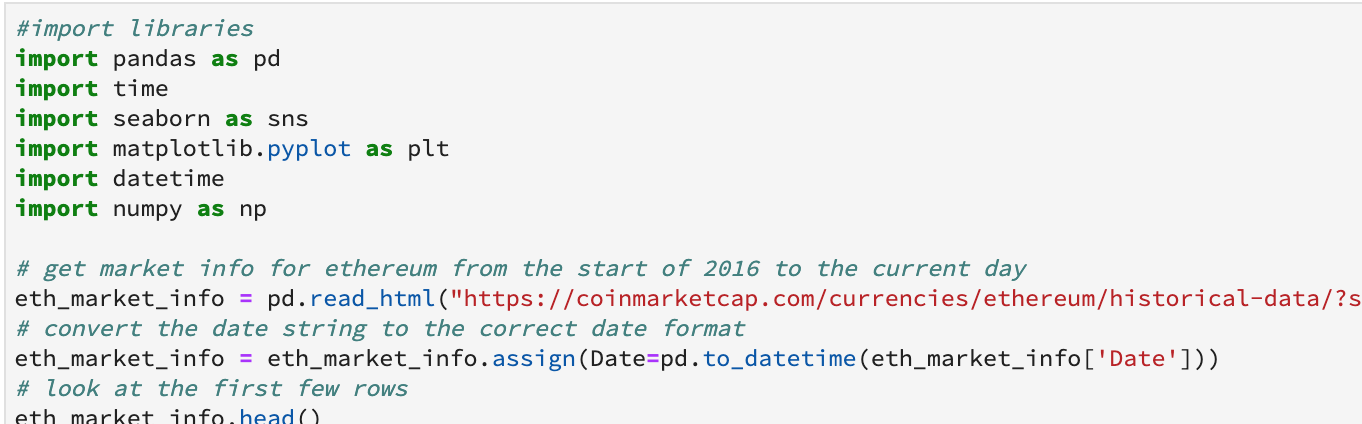 #import libraries
import pandas as pd
import time
import seaborn as sns
import matplotlib.pyplot as plt
import datetime
import numpy as np
# get market info for ethereum from the start of 2016 to the current day
eth_market_info = pd.read_html("https://coinmarketcap.com/currencies/ethereum/historical-data/?s
# convert the date string to the correct date format
eth_market_info = eth_market_info.assign(Date=pd.to_datetime(eth_market_info['Date']))
# look at the first few rows
eth_market_info.head()